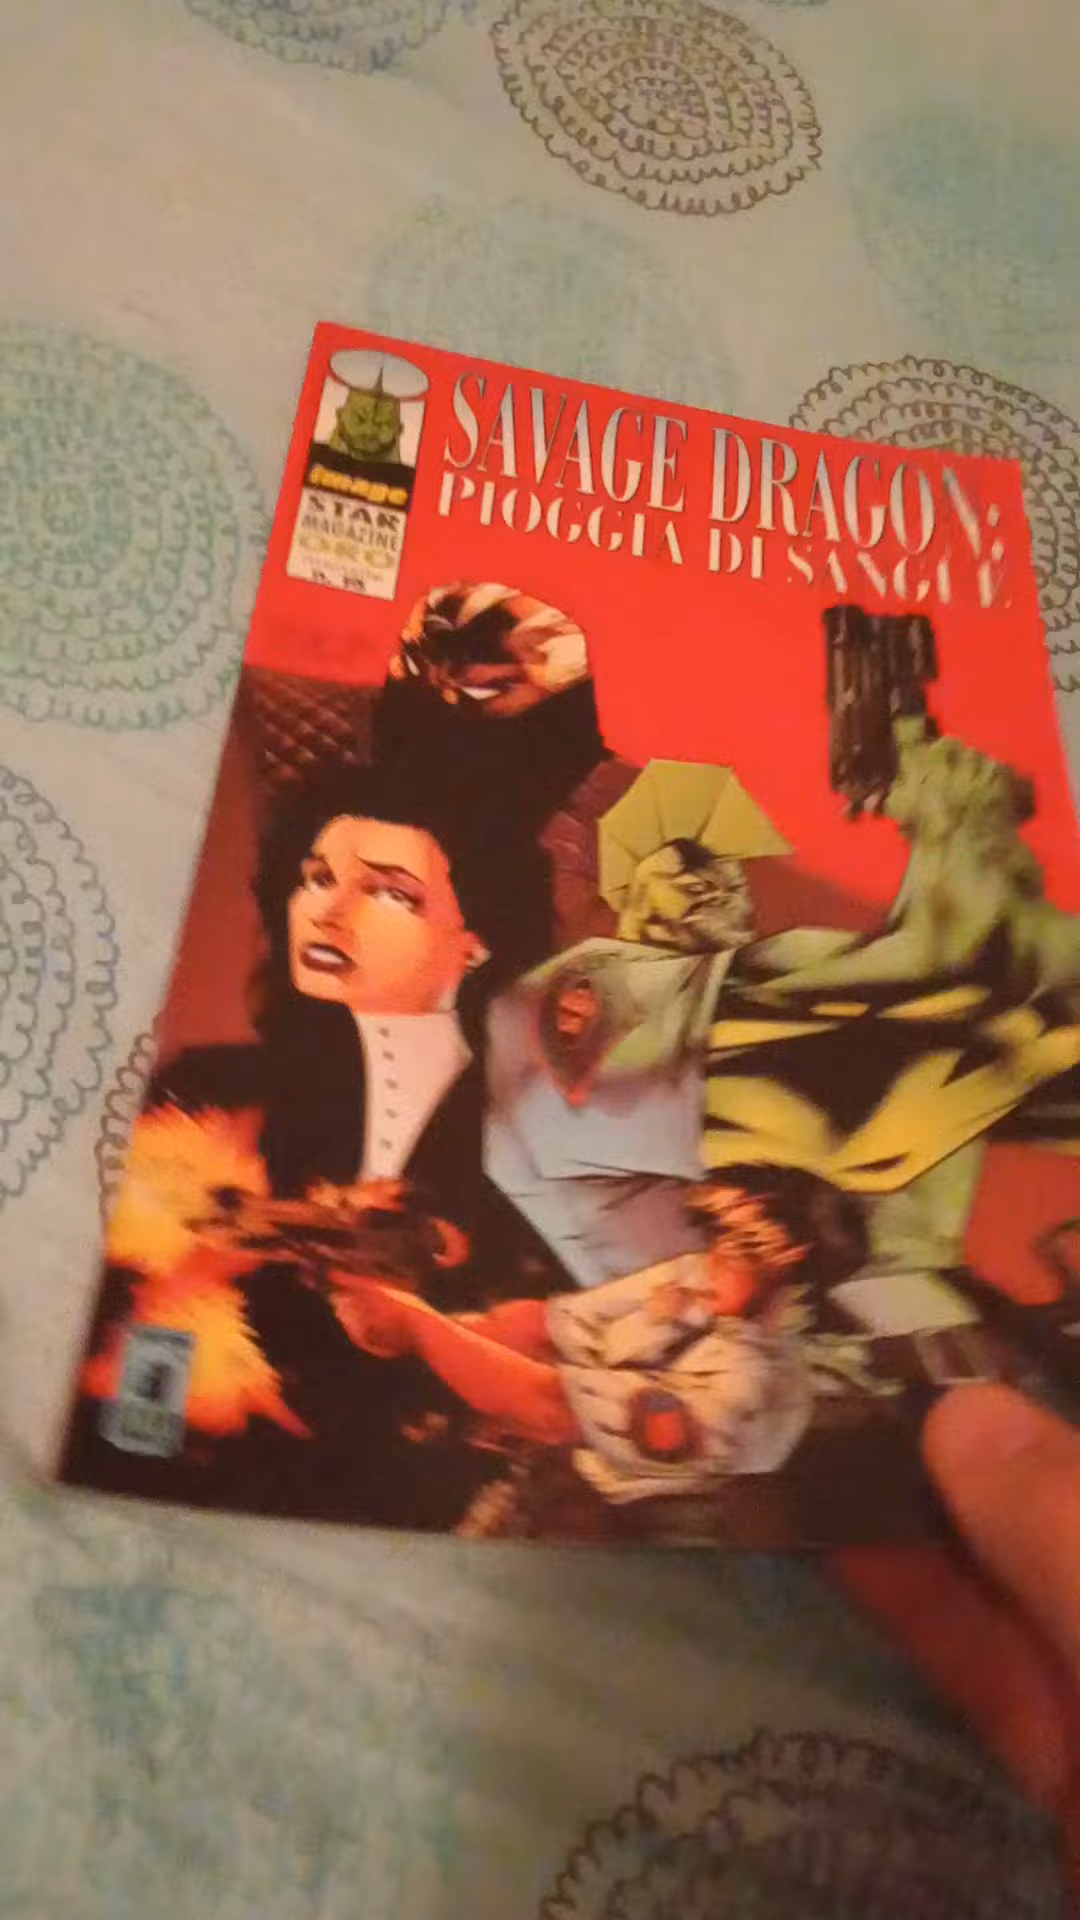 SAVAGE DRAGON:
PIOGGIA DI SANGUE
image
STAR
MAGAZINE
ORO